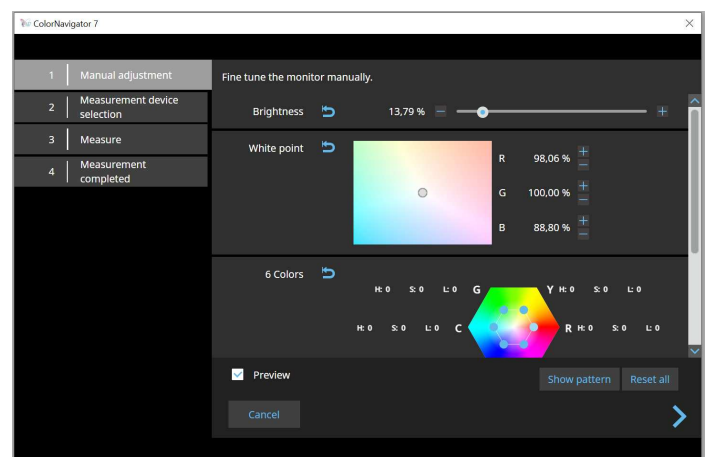 ColorNavigator 7
1 Manual adjustment
2 Measurement device
selection
3 Measure
4 Measurement
completed
Fine tune the monitor manually.
Brightness 13,79 %
White point
R 98,06 %
G 100,00 %
B 88,80 %
6 Colors
H: 0 S: 0 L: 0 G Y H: 0 S: 0 L: 0
H: 0 S: 0 L: 0 C R H: 0 S: 0 L: 0
Preview
Show pattern Reset all
Cancel